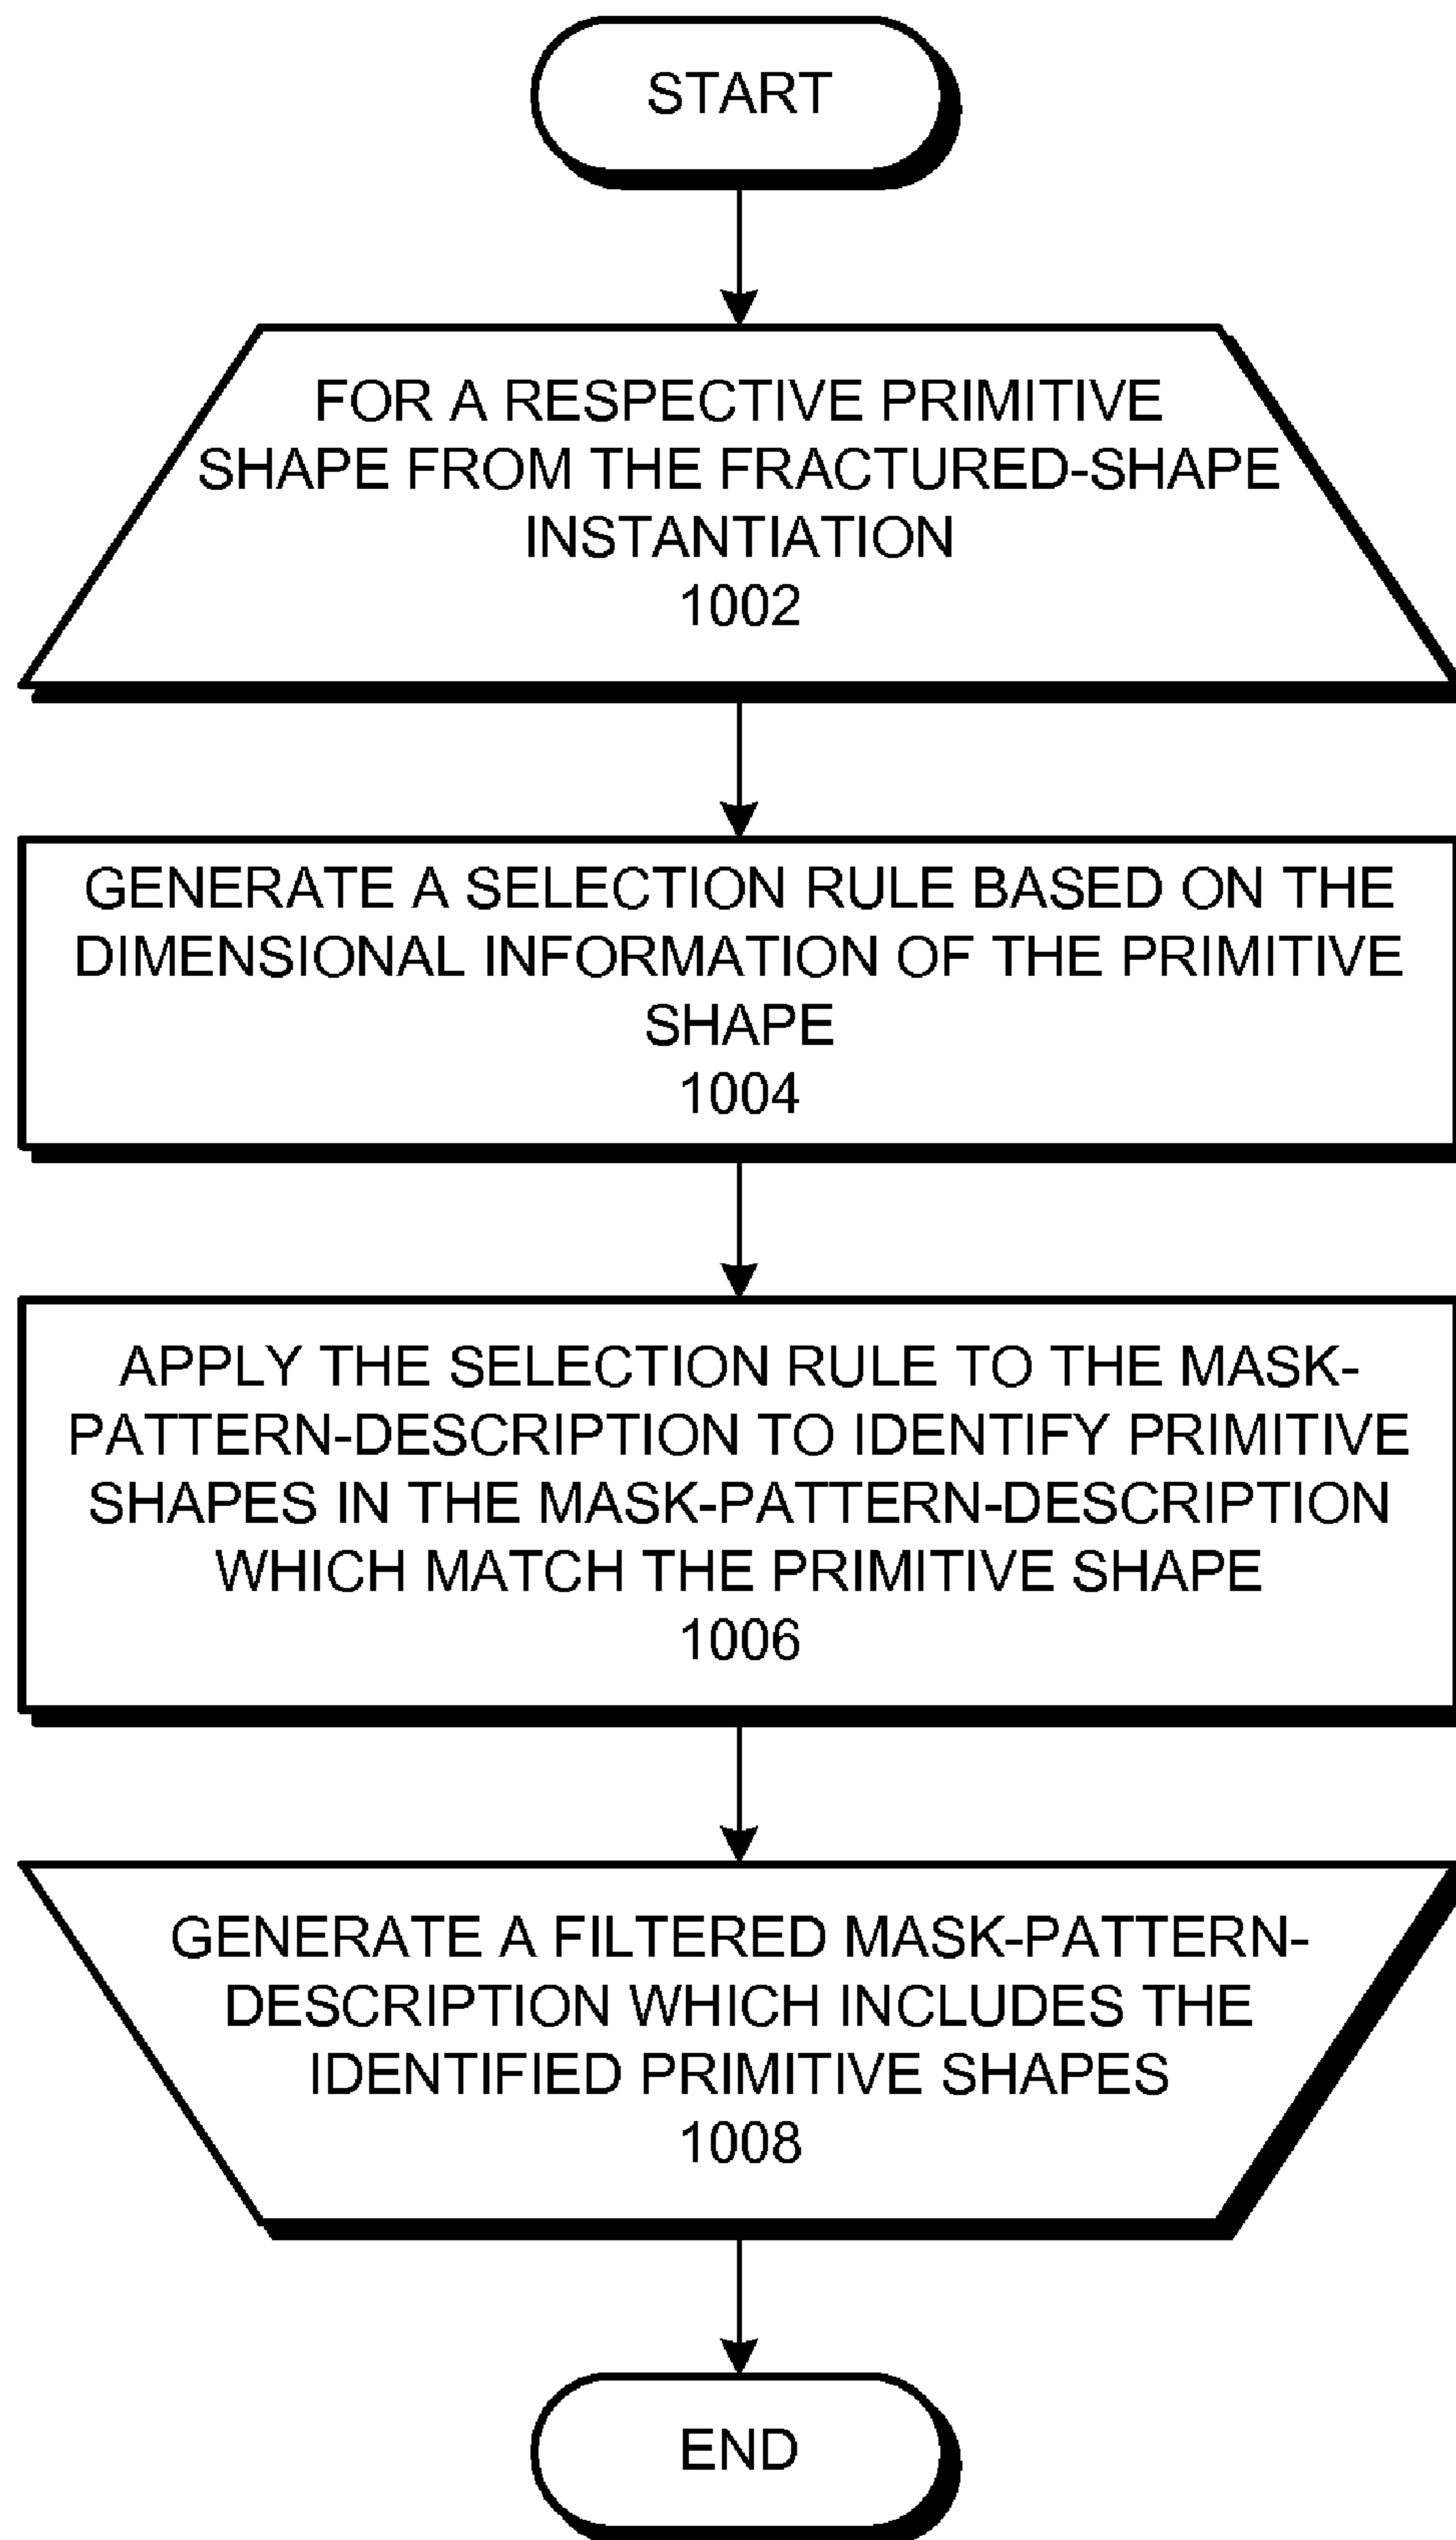 START
FOR A RESPECTIVE PRIMITIVE
SHAPE FROM THE FRACTURED-SHAPE
INSTANTIATION
1002
GENERATE A SELECTION RULE BASED ON THE
DIMENSIONAL INFORMATION OF THE PRIMITIVE
SHAPE
1004
APPLY THE SELECTION RULE TO THE MASK-
PATTERN-DESCRIPTION TO IDENTIFY PRIMITIVE
SHAPES IN THE MASK-PATTERN-DESCRIPTION
WHICH MATCH THE PRIMITIVE SHAPE
1006
GENERATE A FILTERED MASK-PATTERN-
DESCRIPTION WHICH INCLUDES THE
IDENTIFIED PRIMITIVE SHAPES
1008
END